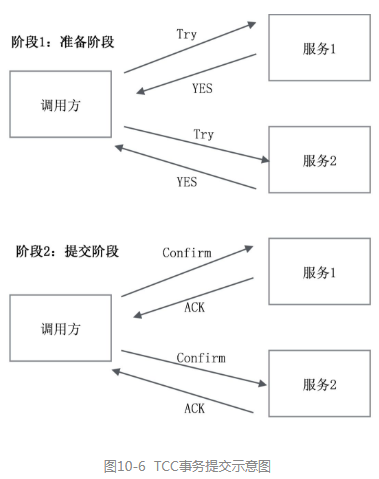 阶段1：准备阶段
Try
服务1
YES
调用方
Try
服务2
YES
阶段2：提交阶段
Confirm
服务1
ACK
调用方
Confirm
服务2
ACK
图10-6 TCC事务提交示意图